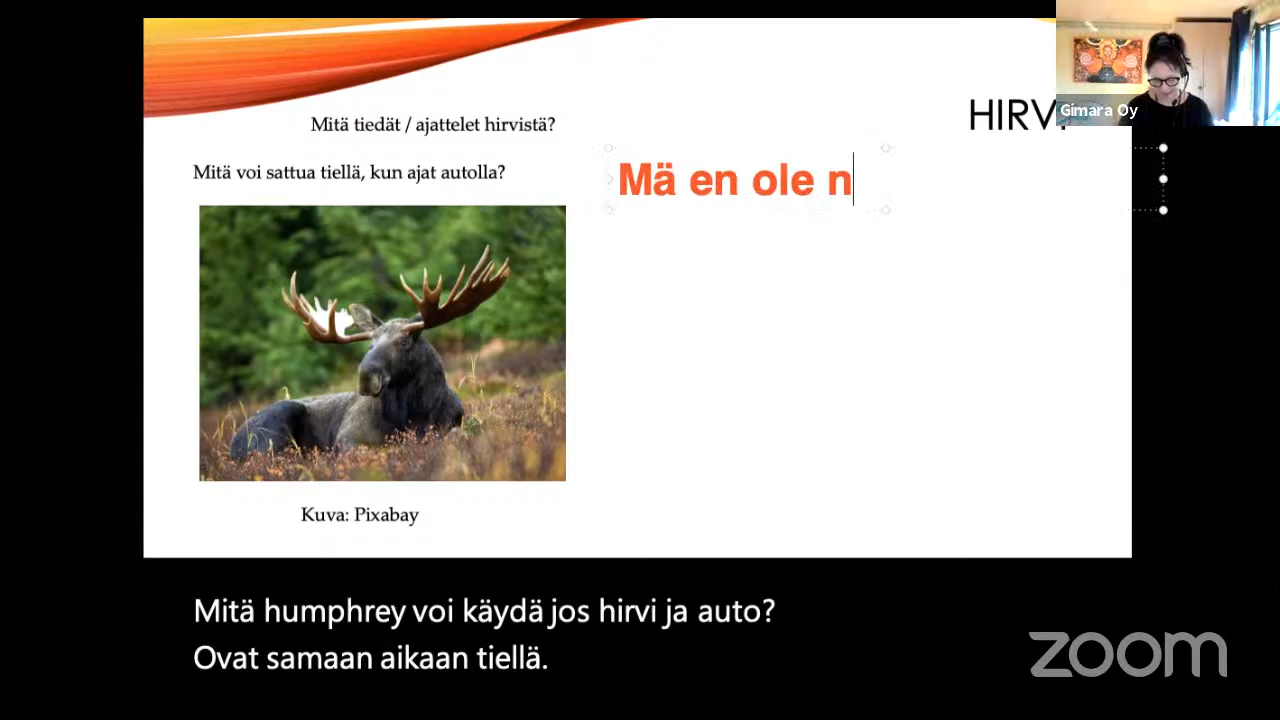 Gimara Oy
HIRVI
Mitä tiedät / ajattelet hirvistä?
Mitä voi sattua tiellä, kun ajat autolla?
Mä en ole n
Kuva: Pixabay
Mitä humphrey voi käydä jos hirvi ja auto?
Ovat samaan aikaan tiellä.
zoom